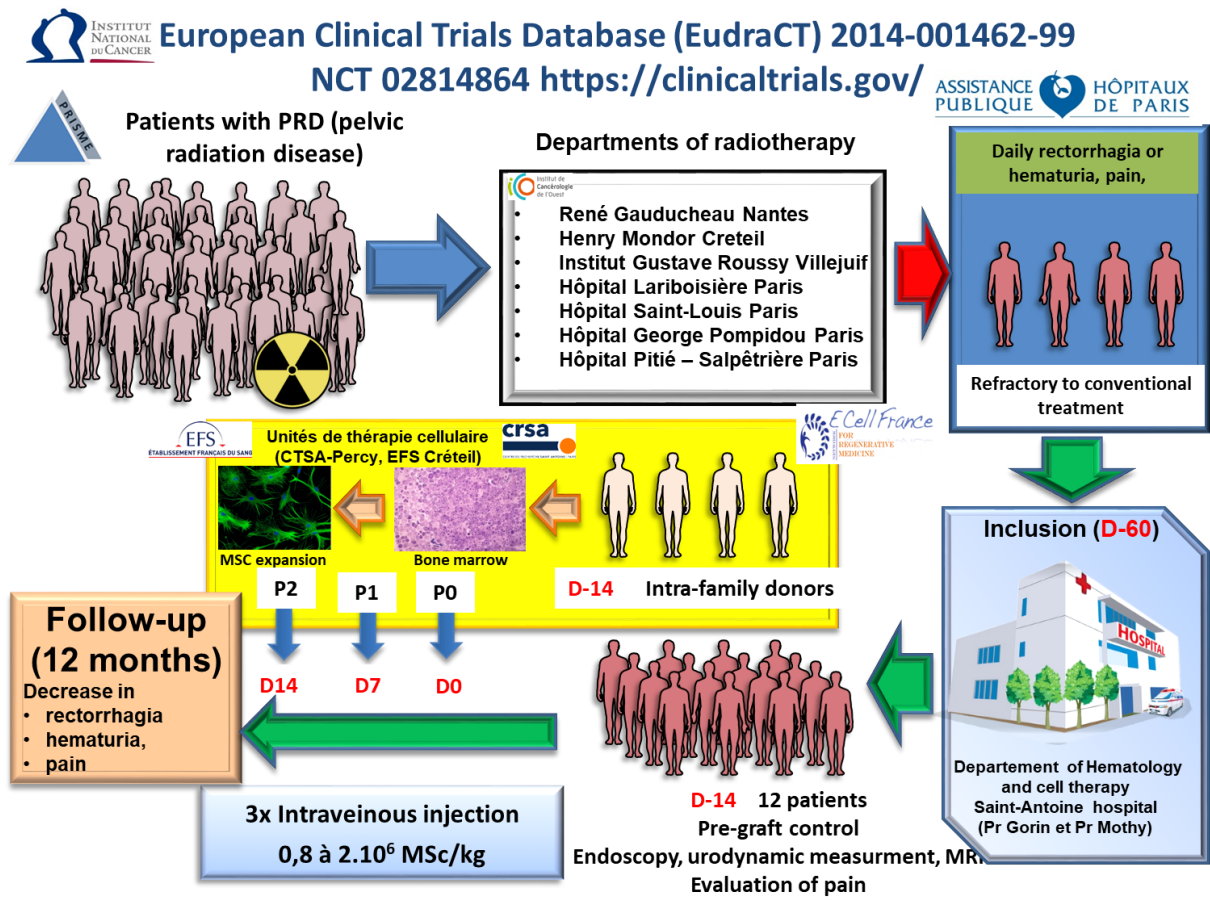 INSTITUT
NATIONAL
DU CANCER
European Clinical Trials Database (EudraCT) 2014-001462-99
NCT 02814864 https://clinicaltrials.gov/
ASSISTANCE
PUBLIQUE
HÔPITAUX
DE PARIS
PRISME
Patients with PRD (pelvic
radiation disease)
Departments of radiotherapy
Institut de
Cancérologie
de l'Ouest
• René Gauducheau Nantes
• Henry Mondor Creteil
• Institut Gustave Roussy Villejuif
• Hôpital Lariboisière Paris
• Hôpital Saint-Louis Paris
• Hôpital George Pompidou Paris
• Hôpital Pitié – Salpêtrière Paris
Daily rectorrhagia or
hematuria, pain,
Refractory to conventional
treatment
EFS
ÉTABLISSEMENT FRANÇAIS DU SANG
Unités de thérapie cellulaire
(CTSA-Percy, EFS Créteil)
crsa
ECellFrance
FOR
REGENERATIVE
MEDICINE
MSC expansion
Bone marrow
P2
P1
P0
D-14 Intra-family donors
D14
D7
D0
Inclusion (D-60)
HOSPITAL
Departement of Hematology
and cell therapy
Saint-Antoine hospital
(Pr Gorin et Pr Mothy)
Follow-up
(12 months)
Decrease in
• rectorrhagia
• hematuria,
• pain
3x Intraveinous injection
0,8 à 2.10⁶ MSc/kg
D-14 12 patients
Pre-graft control
Endoscopy, urodynamic measurment, MRI
Evaluation of pain